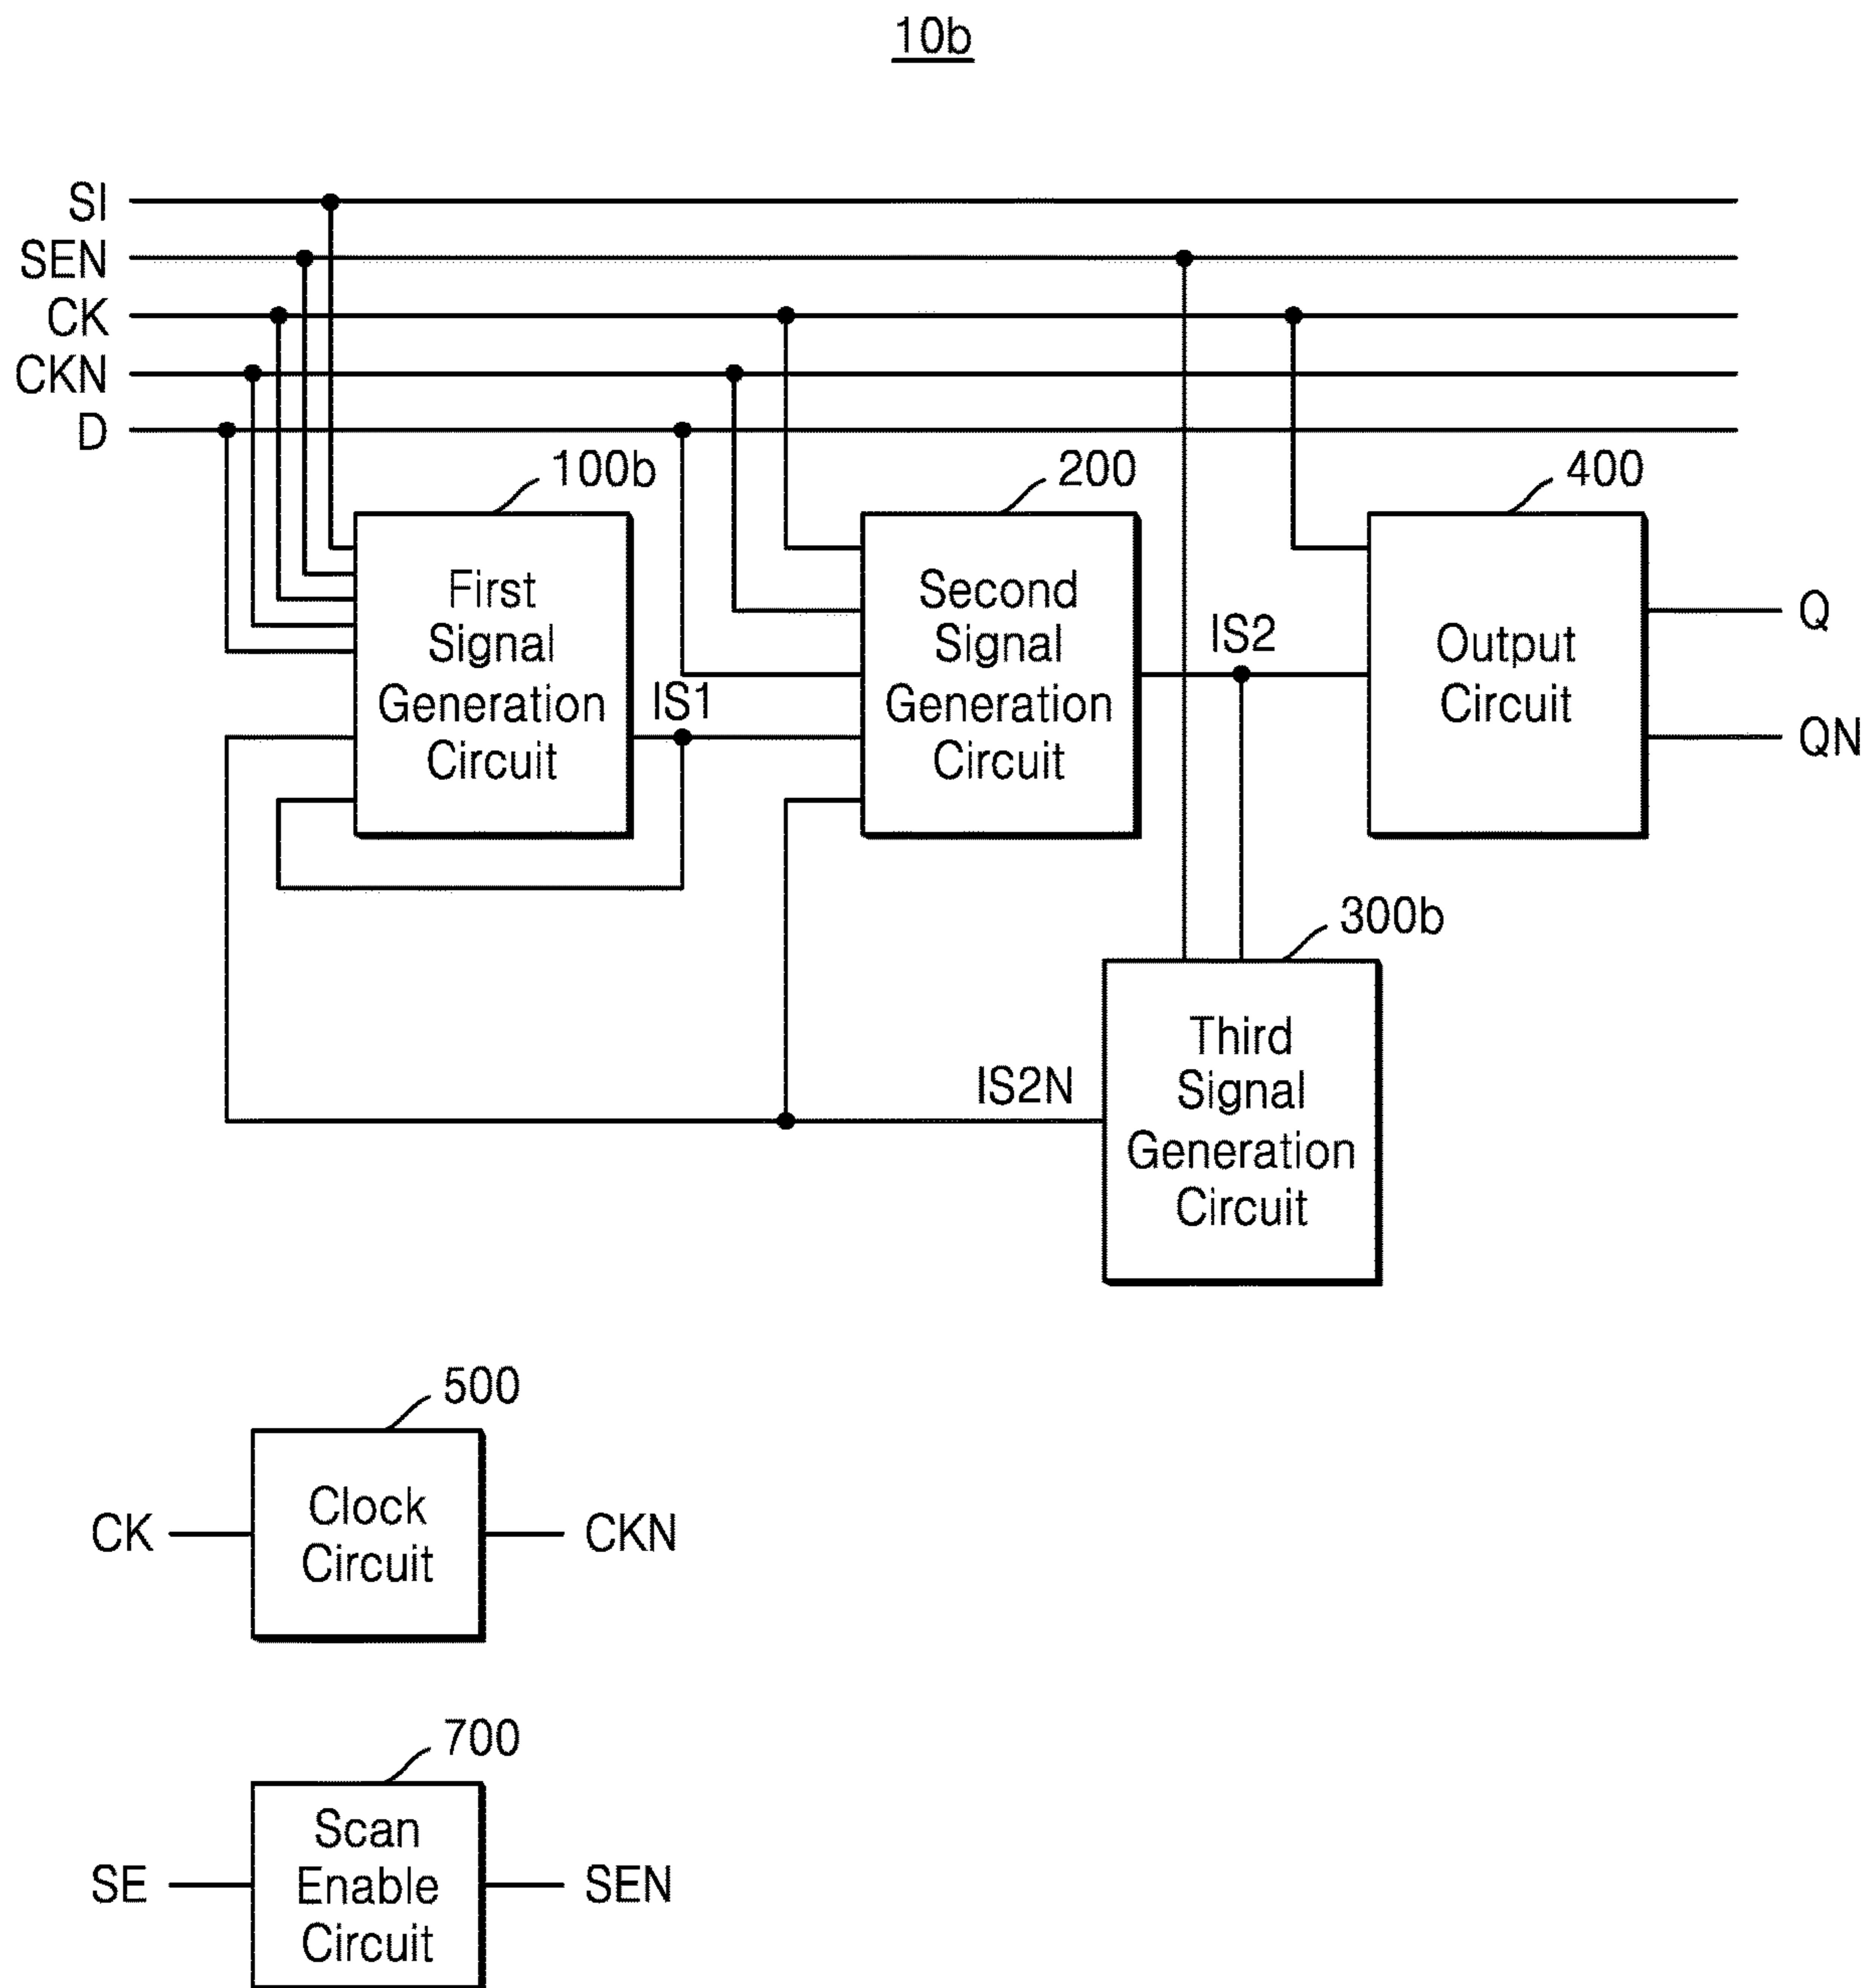 10b
SI
SEN
CK
CKN
D
100b
200
400
First
Signal
Generation
Circuit
IS1
Second
Signal
Generation
Circuit
IS2
Output
Circuit
Q
QN
300b
IS2N
Third
Signal
Generation
Circuit
500
CK
Clock
Circuit
CKN
700
SE
Scan
Enable
Circuit
SEN